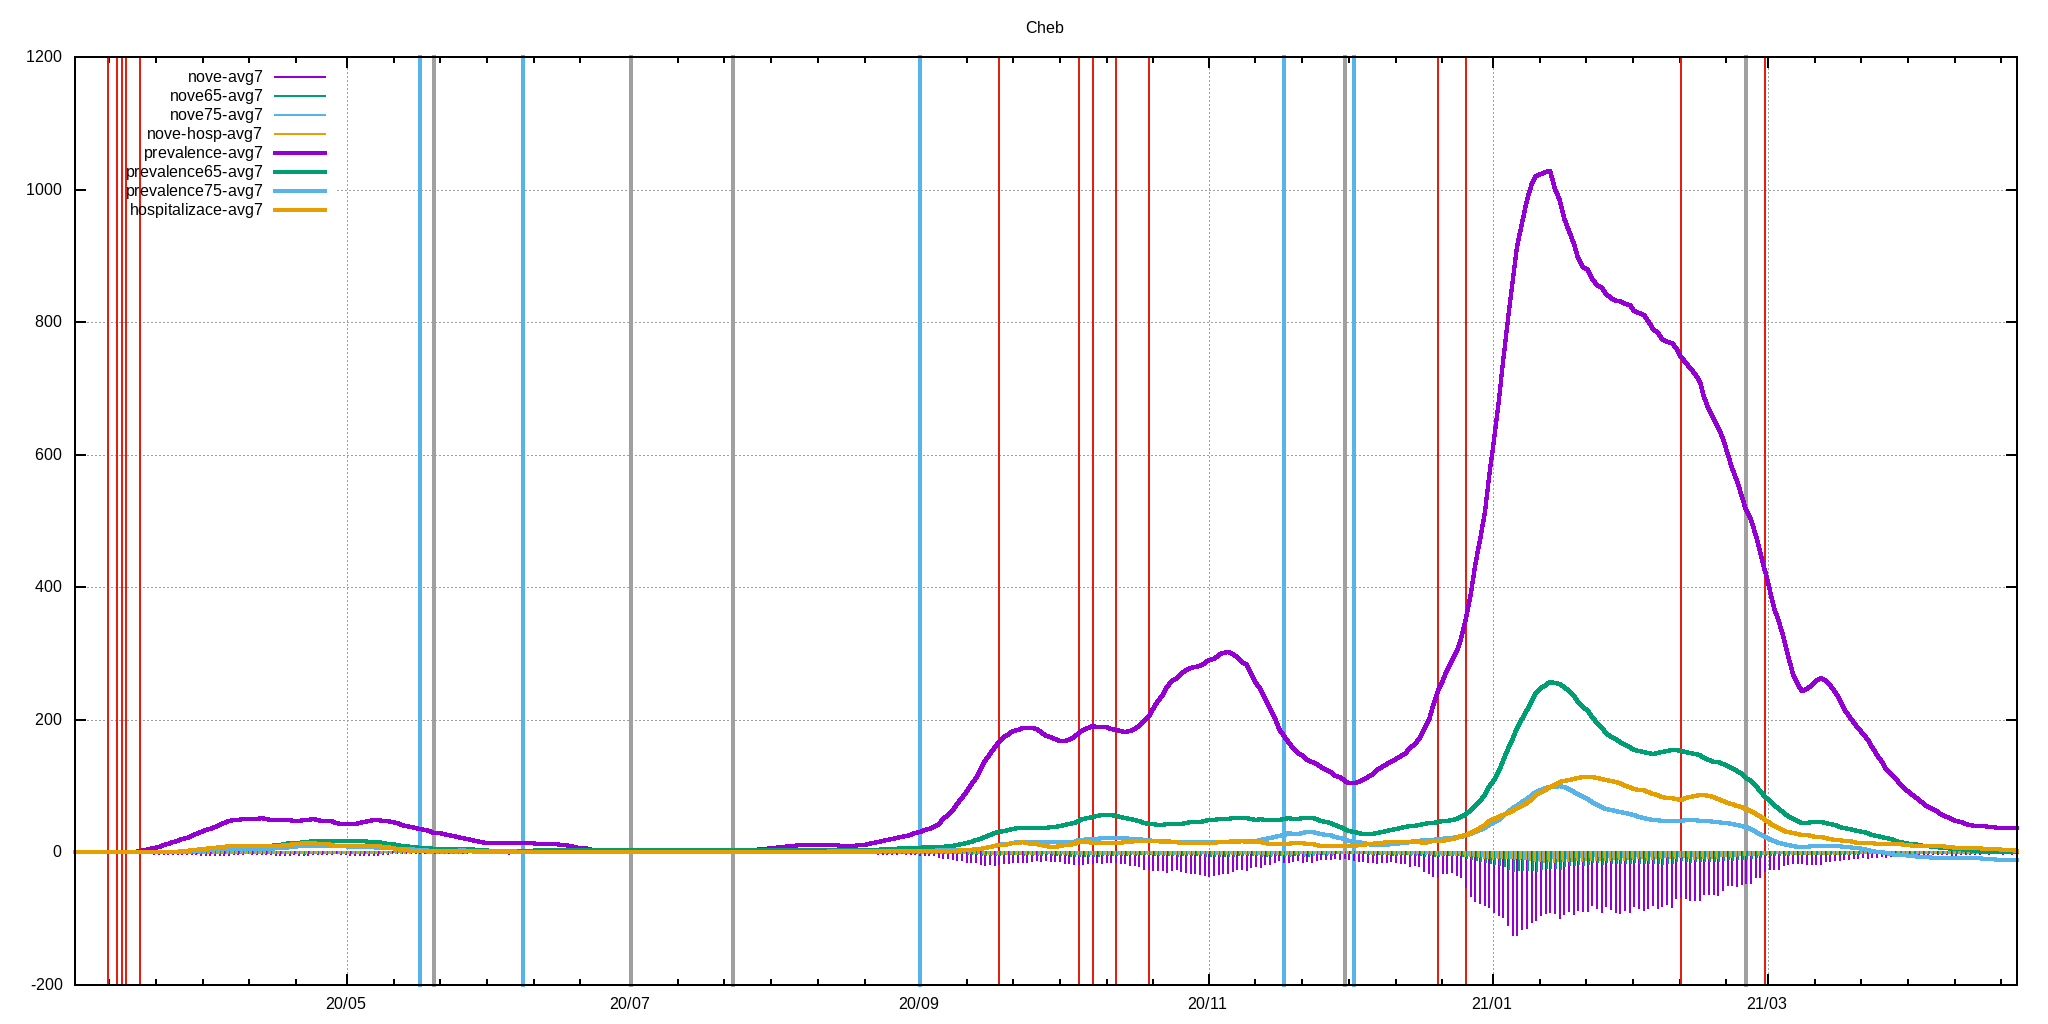 Cheb
1200
1000
800
600
400
200
0
-200
nove-avg7
nove65-avg7
nove75-avg7
nove-hosp-avg7
prevalence-avg7
prevalence65-avg7
prevalence75-avg7
hospitalizace-avg7
20/05 20/07 20/09 20/11 21/01 21/03